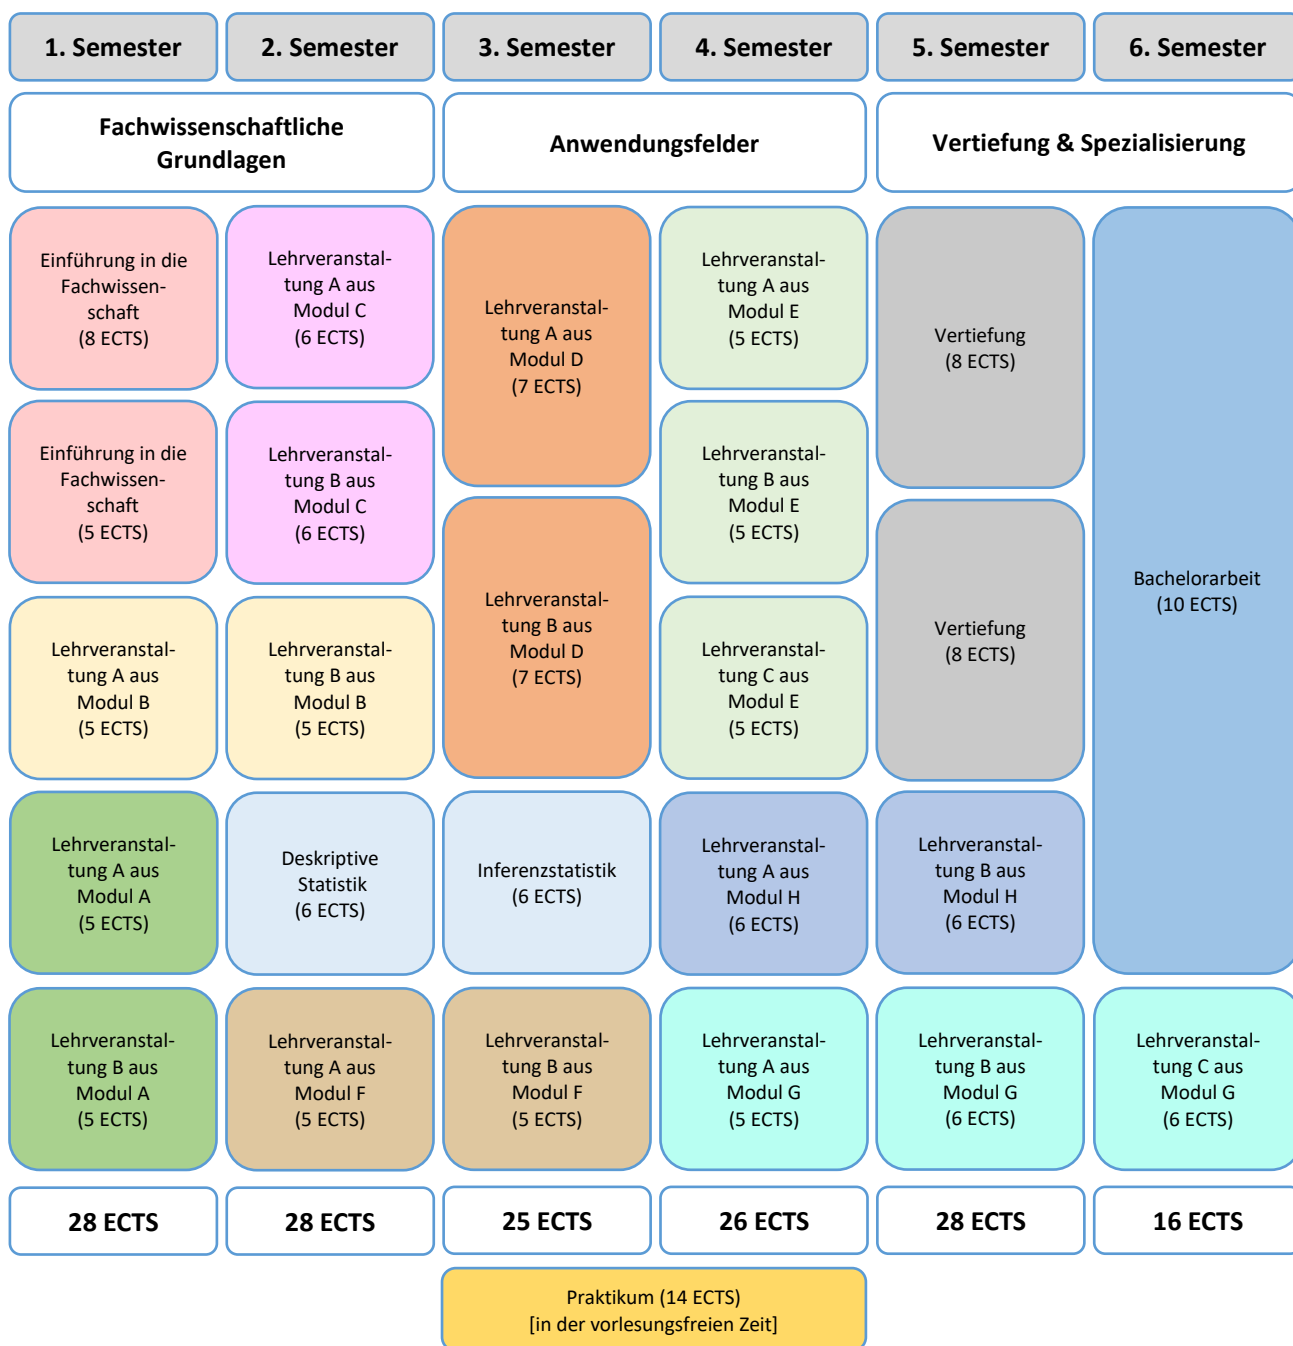 1. Semester
2. Semester
3. Semester
4. Semester
5. Semester
6. Semester
Fachwissenschaftliche
Grundlagen
Anwendungsfelder
Vertiefung & Spezialisierung
Einführung in die
Fachwissen-
schaft
(8 ECTS)
Lehrveranstal-
tung A aus
Modul C
(6 ECTS)
Lehrveranstal-
tung A aus
Modul D
(7 ECTS)
Lehrveranstal-
tung A aus
Modul E
(5 ECTS)
Vertiefung
(8 ECTS)
Bachelorarbeit
(10 ECTS)
Einführung in die
Fachwissen-
schaft
(5 ECTS)
Lehrveranstal-
tung B aus
Modul C
(6 ECTS)
Lehrveranstal-
tung B aus
Modul D
(7 ECTS)
Lehrveranstal-
tung B aus
Modul E
(5 ECTS)
Vertiefung
(8 ECTS)
Lehrveranstal-
tung A aus
Modul B
(5 ECTS)
Lehrveranstal-
tung B aus
Modul B
(5 ECTS)
Lehrveranstal-
tung C aus
Modul E
(5 ECTS)
Lehrveranstal-
tung A aus
Modul A
(5 ECTS)
Deskriptive
Statistik
(6 ECTS)
Inferenzstatistik
(6 ECTS)
Lehrveranstal-
tung A aus
Modul H
(6 ECTS)
Lehrveranstal-
tung B aus
Modul H
(6 ECTS)
Lehrveranstal-
tung B aus
Modul A
(5 ECTS)
Lehrveranstal-
tung A aus
Modul F
(5 ECTS)
Lehrveranstal-
tung B aus
Modul F
(5 ECTS)
Lehrveranstal-
tung A aus
Modul G
(5 ECTS)
Lehrveranstal-
tung B aus
Modul G
(6 ECTS)
Lehrveranstal-
tung C aus
Modul G
(6 ECTS)
28 ECTS
28 ECTS
25 ECTS
26 ECTS
28 ECTS
16 ECTS
Praktikum (14 ECTS)
[in der vorlesungsfreien Zeit]